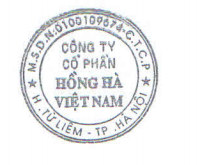 M.S.D.N:0100109674-C.T.C.P
CÔNG TY
CỔ PHẦN
HỒNG HÀ
VIỆT NAM
H.TỪ LIÊM - TP.HÀ NỘI